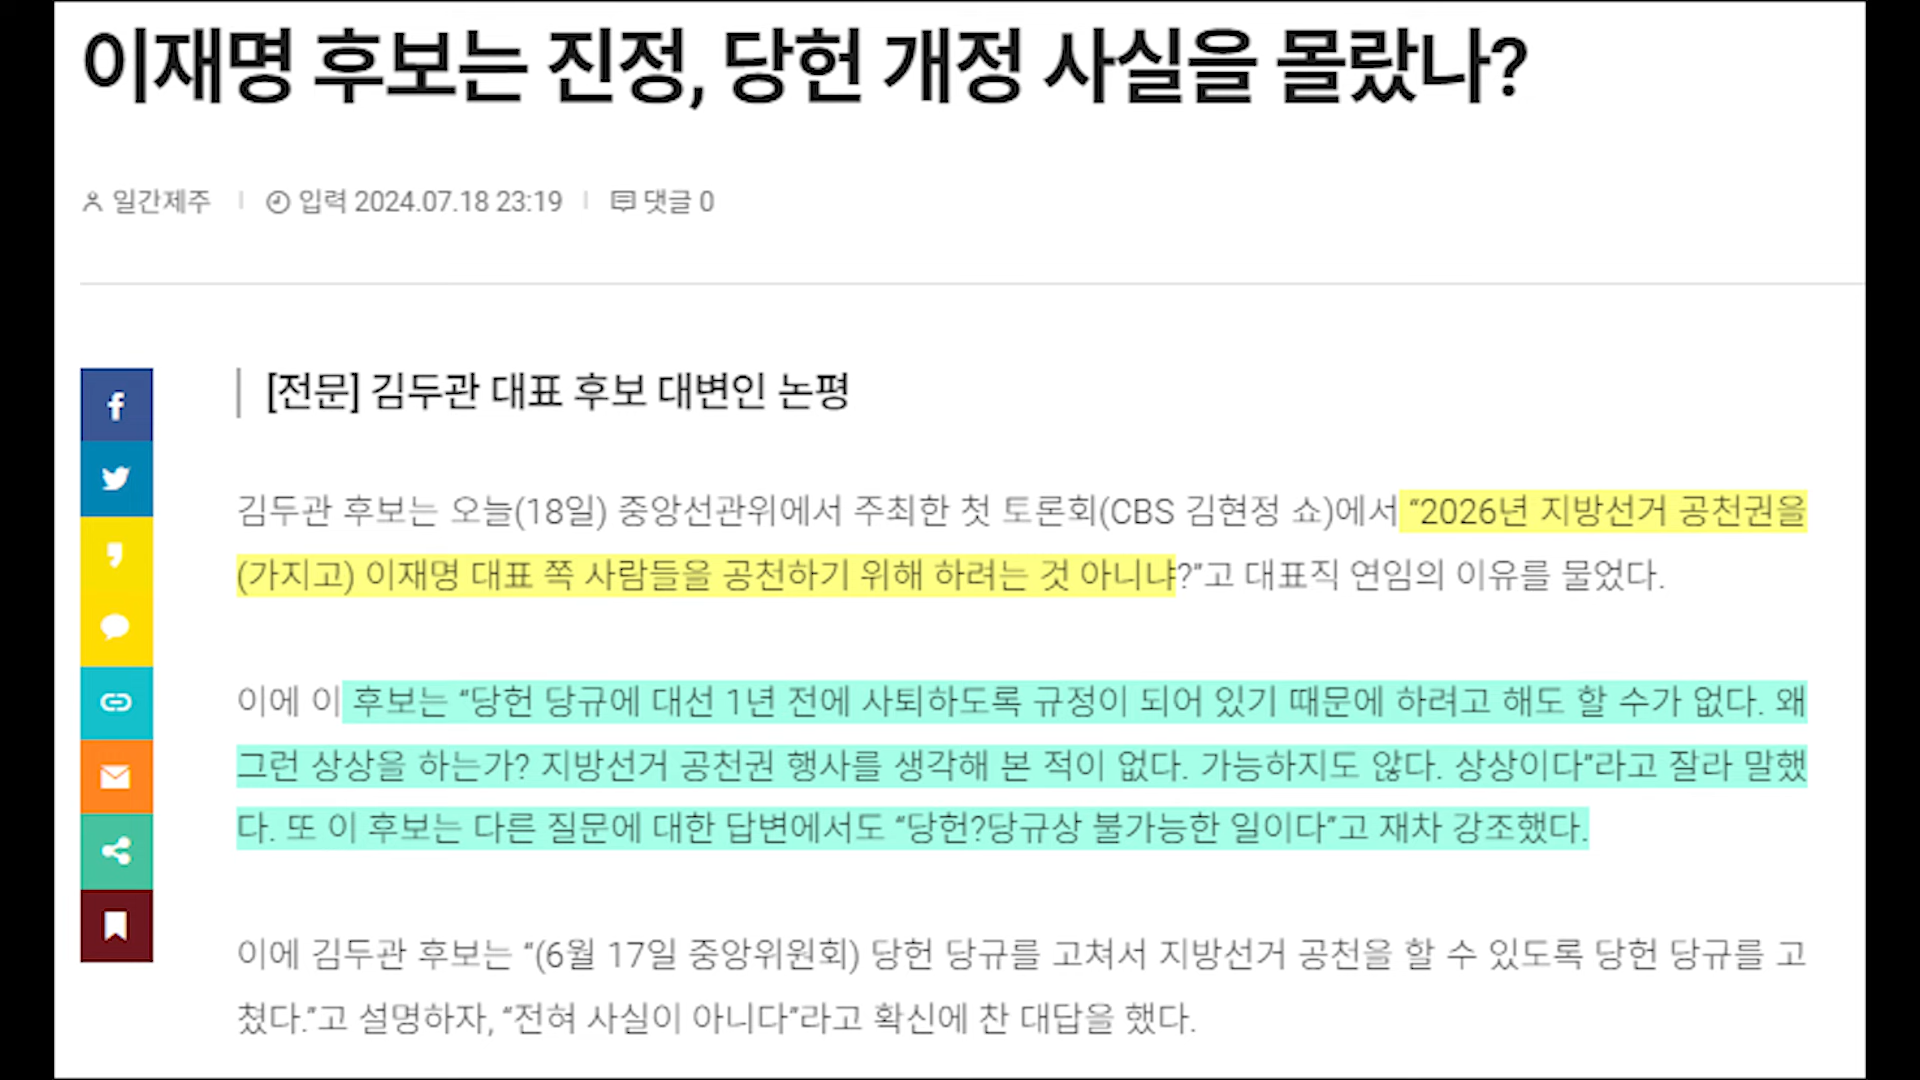 이재명 후보는 진정, 당헌 개정 사실을 몰랐나?
일간제주 입력 2024.07.18 23:19 댓글 0
[전문] 김두관 대표 후보 대변인 논평
김두관 후보는 오늘(18일) 중앙선관위에서 주최한 첫 토론회(CBS 김현정 쇼)에서 “2026년 지방선거 공천권을
(가지고) 이재명 대표 쪽 사람들을 공천하기 위해 하려는 것 아니냐?”고 대표직 연임의 이유를 물었다.
이에 이 후보는 “당헌 당규에 대선 1년 전에 사퇴하도록 규정이 되어 있기 때문에 하려고 해도 할 수가 없다. 왜
그런 상상을 하는가? 지방선거 공천권 행사를 생각해 본 적이 없다. 가능하지도 않다. 상상이다”라고 잘라 말했
다. 또 이 후보는 다른 질문에 대한 답변에서도 “당헌?당규상 불가능한 일이다”고 재차 강조했다.
이에 김두관 후보는 “(6월 17일 중앙위원회) 당헌 당규를 고쳐서 지방선거 공천을 할 수 있도록 당헌 당규를 고
쳤다.”고 설명하자, “전혀 사실이 아니다”라고 확신에 찬 대답을 했다.